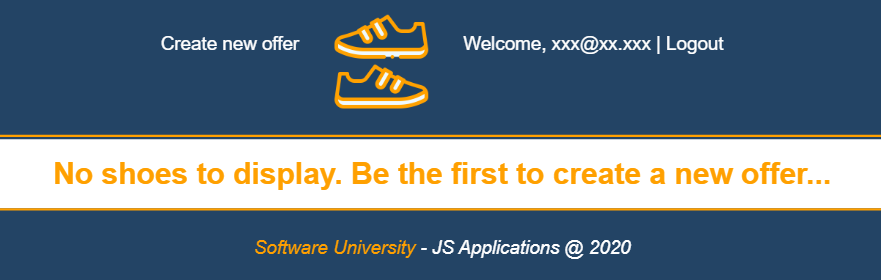 Create new offer
Welcome, xxx@xx.xxx | Logout
No shoes to display. Be the first to create a new offer...
Software University - JS Applications @ 2020